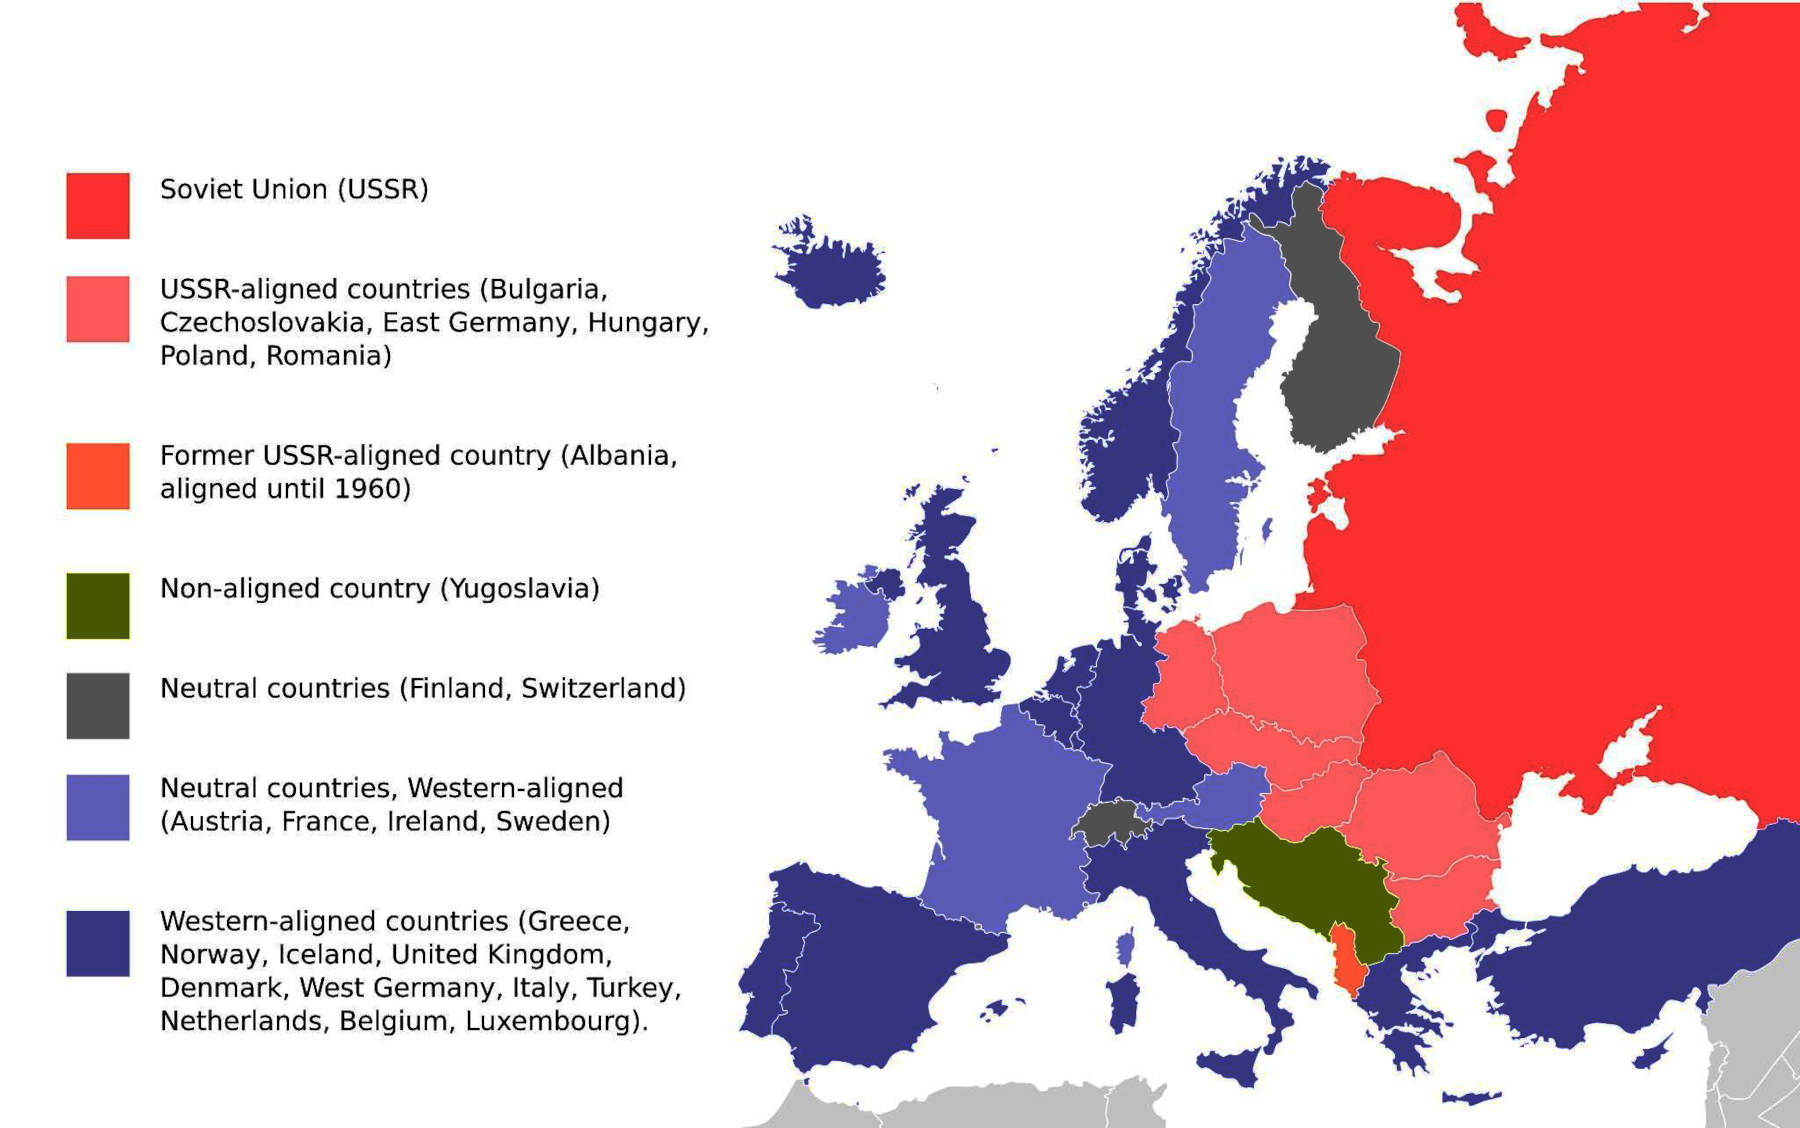 Soviet Union (USSR)
USSR-aligned countries (Bulgaria,
Czechoslovakia, East Germany, Hungary,
Poland, Romania)
Former USSR-aligned country (Albania,
aligned until 1960)
Non-aligned country (Yugoslavia)
Neutral countries (Finland, Switzerland)
Neutral countries, Western-aligned
(Austria, France, Ireland, Sweden)
Western-aligned countries (Greece,
Norway, Iceland, United Kingdom,
Denmark, West Germany, Italy, Turkey,
Netherlands, Belgium, Luxembourg).